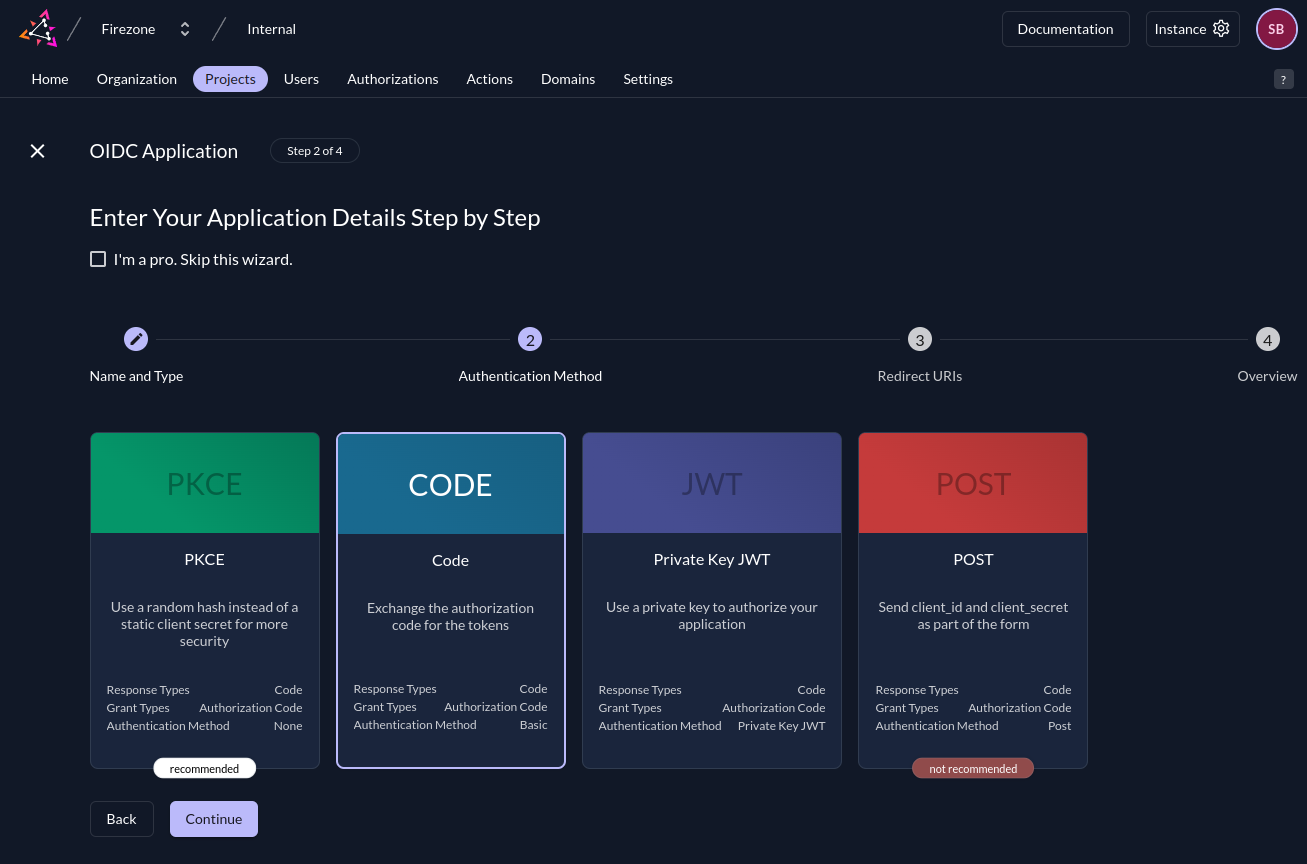 Firezone
Internal
Documentation
Instance
SB
Home
Organization
Projects
Users
Authorizations
Actions
Domains
Settings
?
OIDC Application
Step 2 of 4
Enter Your Application Details Step by Step
I'm a pro. Skip this wizard.
2
3
4
Name and Type
Authentication Method
Redirect URIs
Overview
PKCE
PKCE
Use a random hash instead of a
static client secret for more
security
Response Types Code
Grant Types Authorization Code
Authentication Method None
recommended
CODE
Code
Exchange the authorization
code for the tokens
Response Types Code
Grant Types Authorization Code
Authentication Method Basic
JWT
Private Key JWT
Use a private key to authorize your
application
Response Types Code
Grant Types Authorization Code
Authentication Method Private Key JWT
POST
POST
Send client_id and client_secret
as part of the form
Response Types Code
Grant Types Authorization Code
Authentication Method Post
not recommended
Back
Continue